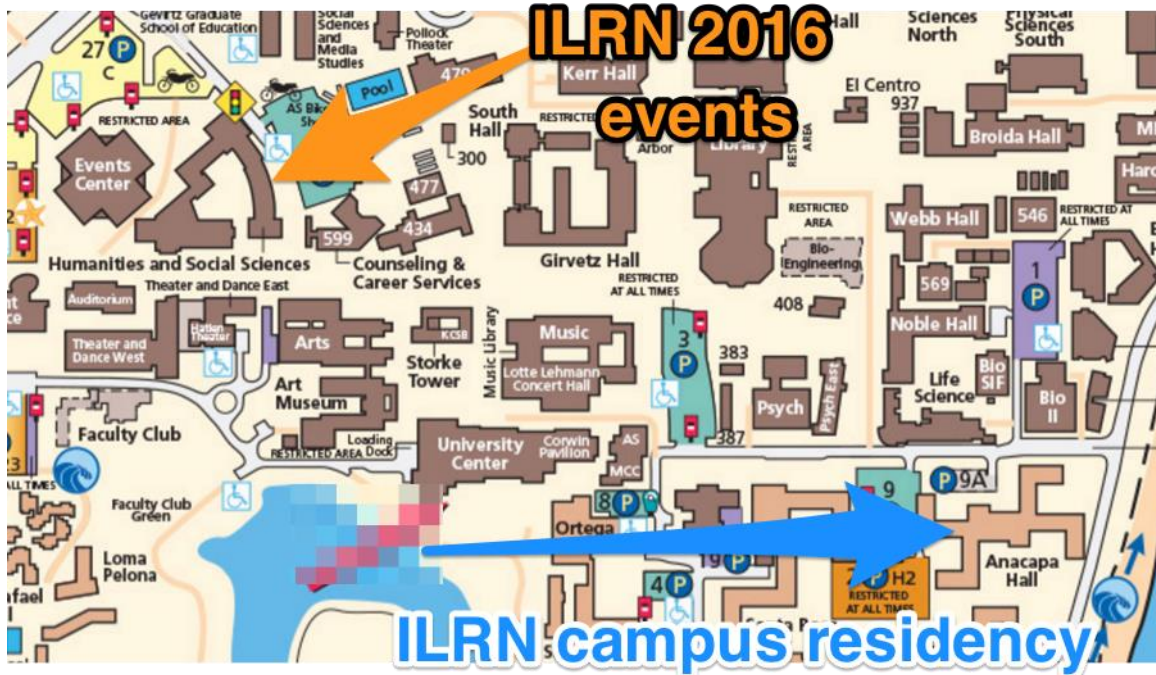 Gevirtz Graduate
School of Education
27 P
C
Social
Sciences
and
Media
Studies
Pollock
Theater
ILRN 2016
events
Hall
Sciences
North
Physical
Sciences
South
Pool
479
Kerr Hall
El Centro
937
RESTRICTED AREA
AS Bike
South
Hall
300
Arbor
Library
Broida Hall
Events
Center
477
434
599
Webb Hall
546
RESTRICTED AT
ALL TIMES
RESTRICTED
AREA
Bio-
Engineering
Humanities and Social Sciences
Counseling &
Career Services
Girvetz Hall
RESTRICTED
AT ALL TIMES
408
569
1
P
Theater and Dance East
Auditorium
Hatlen
Theater
Theater and
Dance West
Arts
KCSB
Storke
Tower
Music Library
Music
Lotte Lehmann
Concert Hall
3
P
383
Noble Hall
Bio
SIF
Life
Science
Bio
II
Psych
Psych East
387
Art
Museum
Faculty Club
RESTRICTED AREA
Loading
Dock
University
Center
Corwin
Pavilion
AS
MCC
ALL TIMES
Faculty Club
Green
8 P
Ortega
9
P 9A
Loma
Pelona
19 P
4 P
P H2
RESTRICTED
AT ALL TIMES
Anacapa
Hall
ILRN campus residency